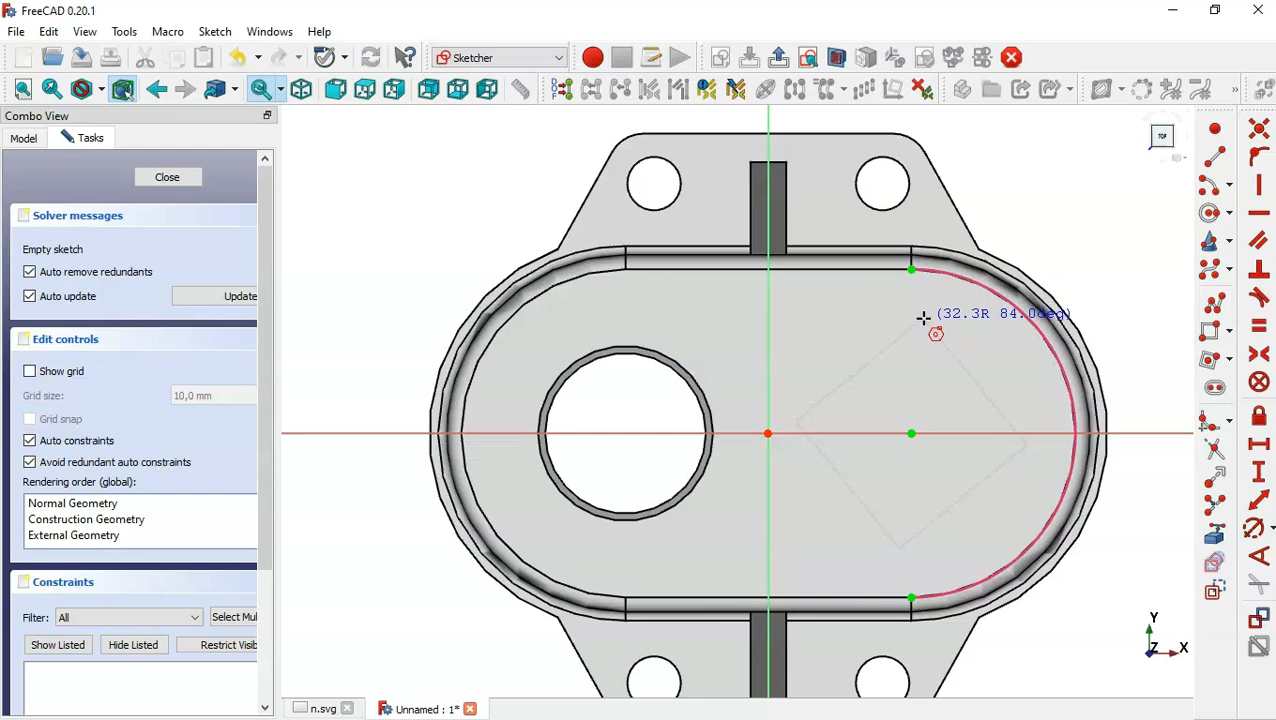 FreeCAD 0.20.1
File Edit View Tools Macro Sketch Windows Help
Sketcher
Combo View
Model Tasks
Close
Solver messages
Empty sketch
Auto remove redundants
Auto update Update
Edit controls
Show grid
Grid size: 10,0 mm
Grid snap
Auto constraints
Avoid redundant auto constraints
Rendering order (global):
Normal Geometry
Construction Geometry
External Geometry
Constraints
Filter: All Select Mul
Show Listed Hide Listed Restrict Visib
TOP
(32.3R 84.0deg)
Y
Z X
n.svg Unnamed : 1*